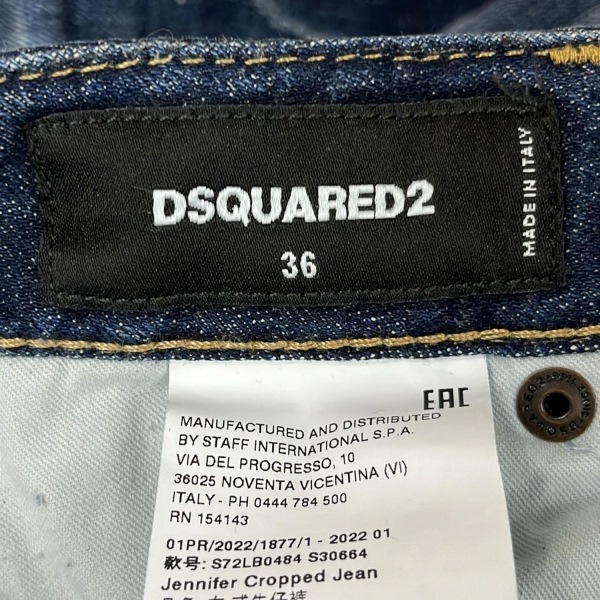 DSQUARED2
36
MADE IN ITALY
EAC
MANUFACTURED AND DISTRIBUTED
BY STAFF INTERNATIONAL S.P.A.
VIA DEL PROGRESSO, 10
36025 NOVENTA VICENTINA (VI)
ITALY - PH 0444 784 500
RN 154143
01PR/2022/1877/1 - 2022 01
款号: S72LB0484 S30664
Jennifer Cropped Jean